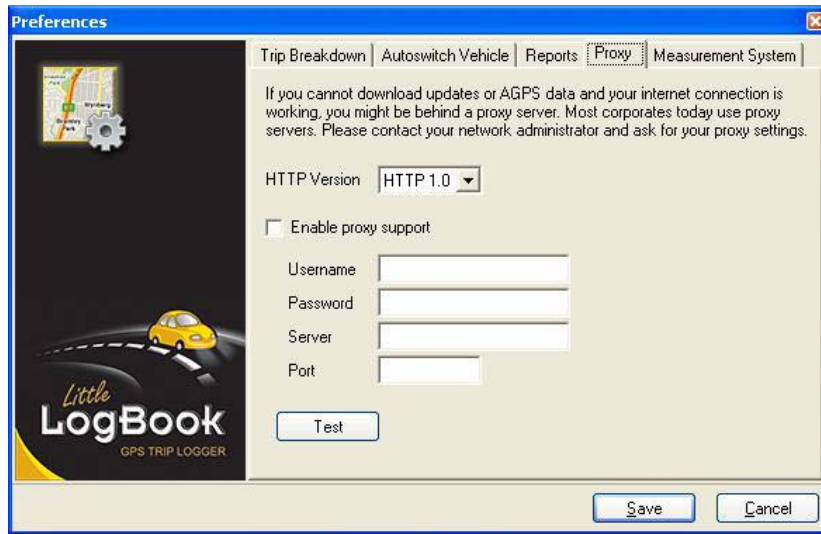 Preferences
Trip Breakdown
Autoswitch Vehicle
Reports
Proxy
Measurement System
If you cannot download updates or AGPS data and your internet connection is
working, you might be behind a proxy server. Most corporates today use proxy
servers. Please contact your network administrator and ask for your proxy settings.
HTTP Version
HTTP 1.0
Enable proxy support
Username
Password
Server
Port
Test
Wynberg
Park
Little
LogBook
GPS TRIP LOGGER
Save
Cancel